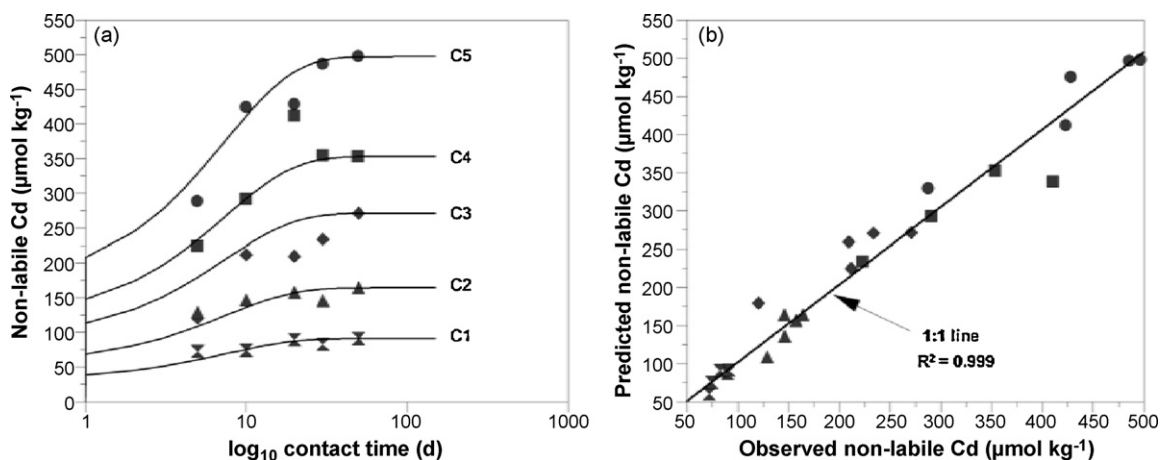 (a)
Non-labile Cd (μmol kg⁻¹)
550
500
450
400
350
300
250
200
150
100
50
0
C5
C4
C3
C2
C1
1
10
100
1000
log₁₀ contact time (d)
(b)
Predicted non-labile Cd (μmol kg⁻¹)
550
500
450
400
350
300
250
200
150
100
50
1:1 line
R² = 0.999
50 100 150 200 250 300 350 400 450 500
Observed non-labile Cd (μmol kg⁻¹)